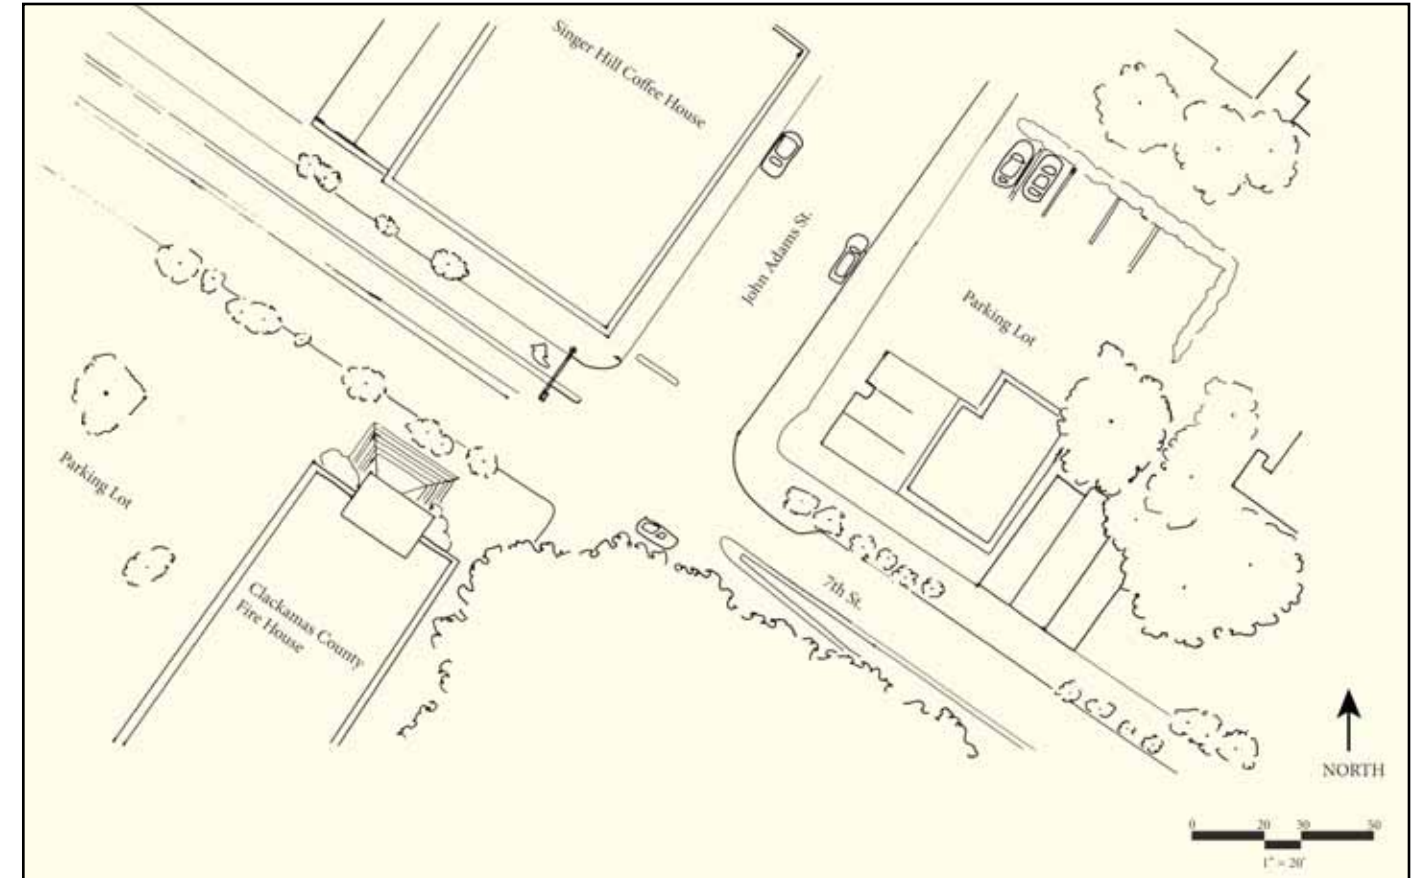 Singer Hill Coffee House
John Adams St.
Parking Lot
Parking Lot
7th St.
Clackamas County
Fire House
NORTH
0 20 30 50
1" = 20'